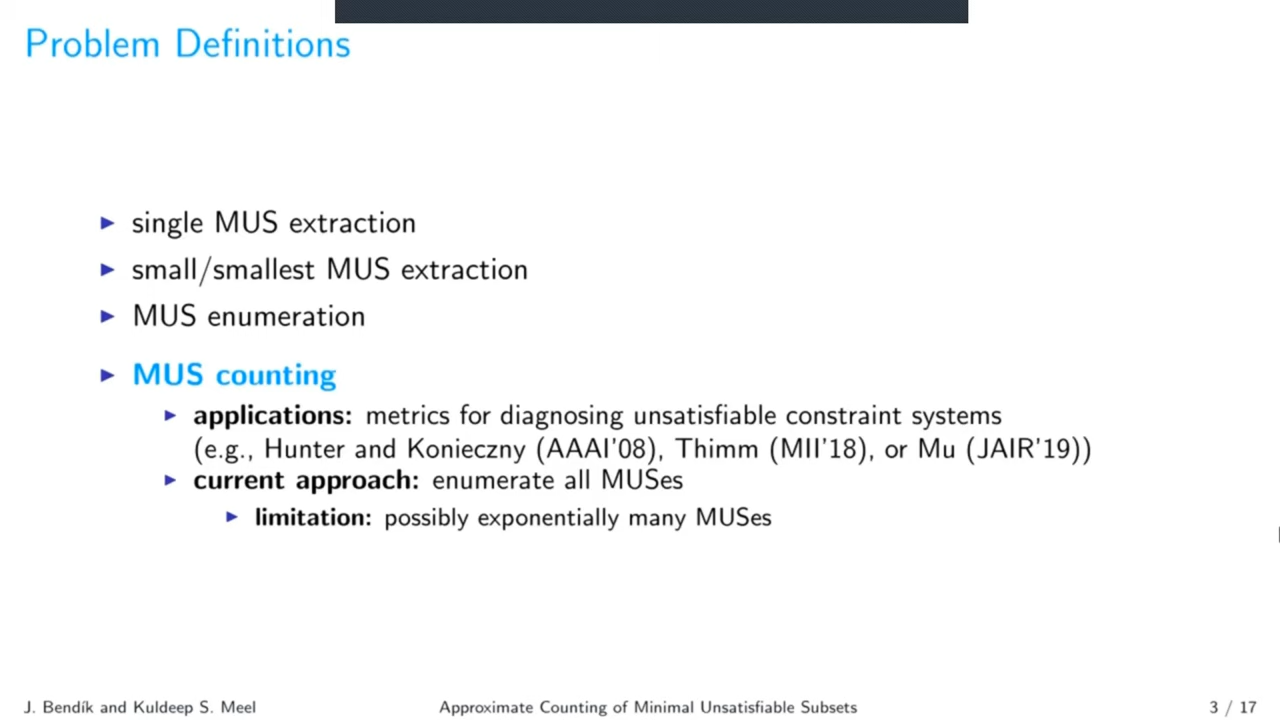 Problem Definitions
single MUS extraction
small/smallest MUS extraction
MUS enumeration
MUS counting
applications: metrics for diagnosing unsatisfiable constraint systems
(e.g., Hunter and Konieczny (AAAI'08), Thimm (MII'18), or Mu (JAIR'19))
current approach: enumerate all MUSes
limitation: possibly exponentially many MUSes
J. Bendík and Kuldeep S. Meel Approximate Counting of Minimal Unsatisfiable Subsets 3 / 17